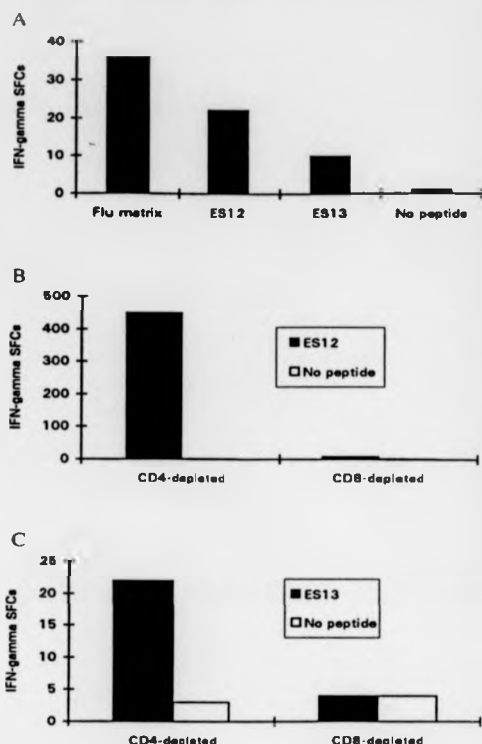 A
IFN-gamma SFCs
40
30
20
10
0
Flu matrix ES12 ES13 No peptide
B
IFN-gamma SFCs
500
400
300
200
100
0
ES12
No peptide
CD4-depleted CD8-depleted
C
IFN-gamma SFCs
25
20
15
10
5
0
ES13
No peptide
CD4-depleted CD8-depleted